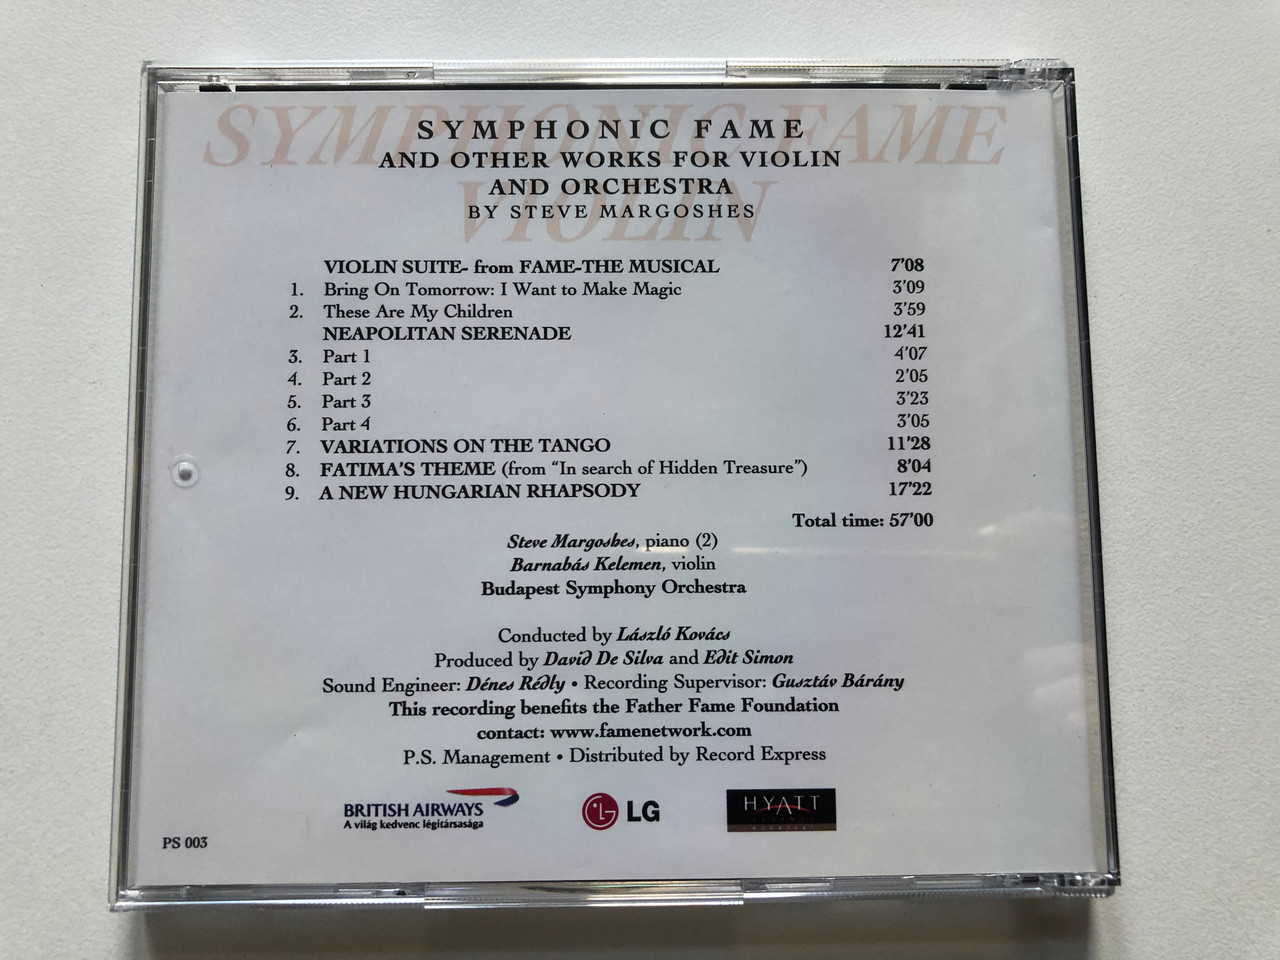 SYMPHONIC FAME
VIOLIN
SYMPHONIC FAME
AND OTHER WORKS FOR VIOLIN
AND ORCHESTRA
BY STEVE MARGOSHES
VIOLIN SUITE- from FAME-THE MUSICAL 7'08
1. Bring On Tomorrow: I Want to Make Magic 3'09
2. These Are My Children 3'59
NEAPOLITAN SERENADE 12'41
3. Part 1 4'07
4. Part 2 2'05
5. Part 3 3'23
6. Part 4 3'05
7. VARIATIONS ON THE TANGO 11'28
8. FATIMA'S THEME (from "In search of Hidden Treasure") 8'04
9. A NEW HUNGARIAN RHAPSODY 17'22
Total time: 57'00
Steve Margoshes, piano (2)
Barnabás Kelemen, violin
Budapest Symphony Orchestra
Conducted by László Kovács
Produced by David De Silva and Edit Simon
Sound Engineer: Dénes Rédly • Recording Supervisor: Gusztáv Bárány
This recording benefits the Father Fame Foundation
contact: www.famenetwork.com
P.S. Management • Distributed by Record Express
BRITISH AIRWAYS
A világ kedvenc légitársasága
LG
HYATT
PS 003